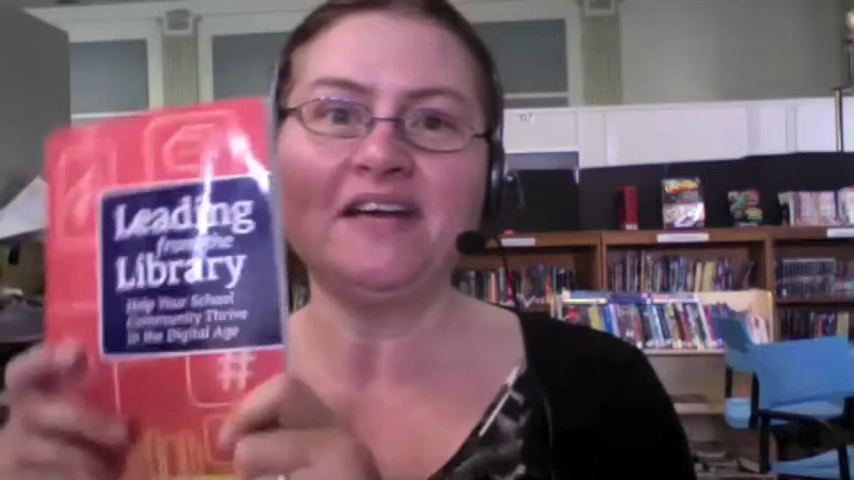 Leading
from the
Library
Help Your School
Community Thrive
in the Digital Age
#